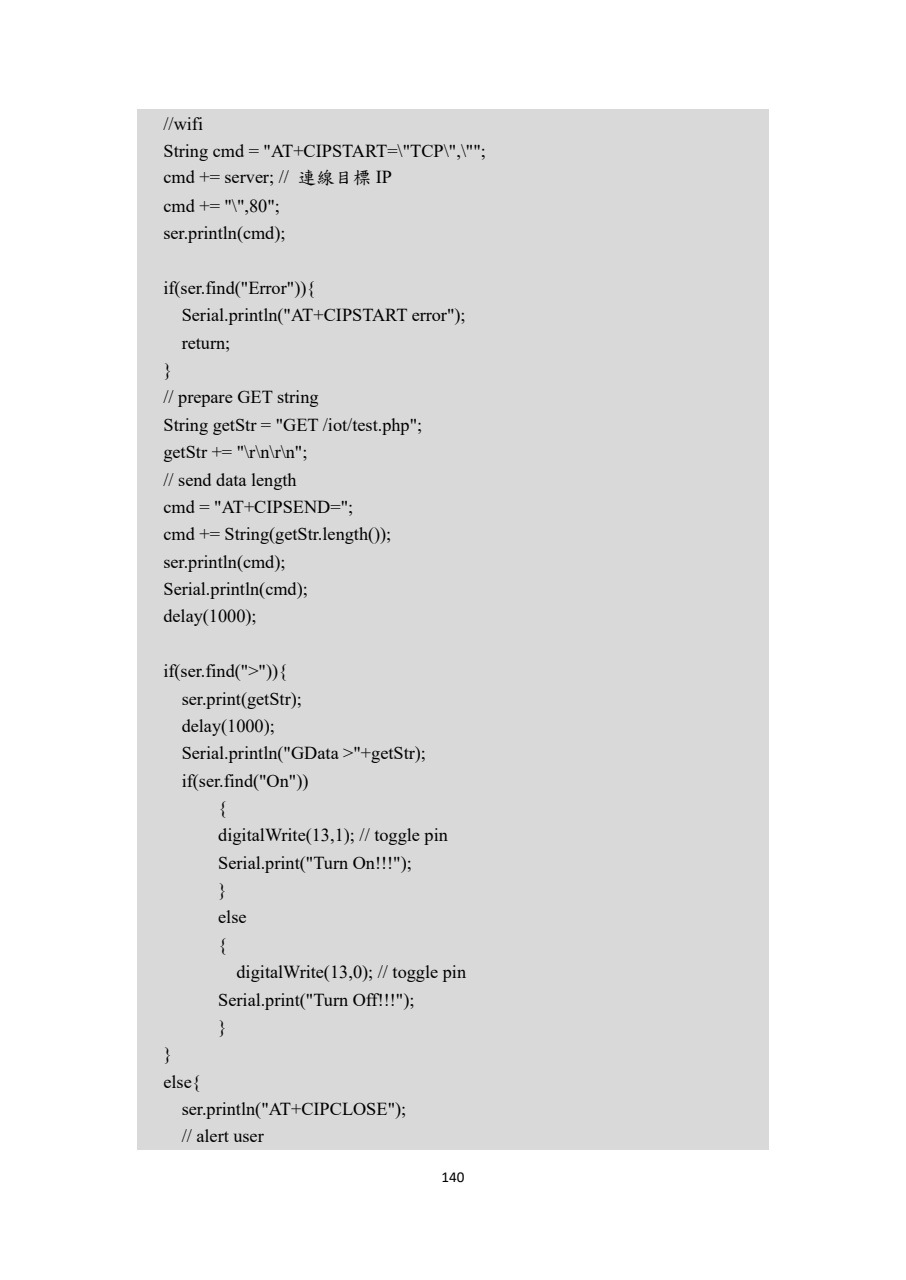 //wifi
String cmd = "AT+CIPSTART=\"TCP\",\"";
cmd += server; // 連線目標 IP
cmd += "\",80";
ser.println(cmd);
if(ser.find("Error")){
Serial.println("AT+CIPSTART error");
return;
}
// prepare GET string
String getStr = "GET /iot/test.php";
getStr += "\r\n\r\n";
// send data length
cmd = "AT+CIPSEND=";
cmd += String(getStr.length());
ser.println(cmd);
Serial.println(cmd);
delay(1000);
if(ser.find(">")){
ser.print(getStr);
delay(1000);
Serial.println("GData >"+getStr);
if(ser.find("On"))
{
digitalWrite(13,1); // toggle pin
Serial.print("Turn On!!!");
}
else
{
digitalWrite(13,0); // toggle pin
Serial.print("Turn Off!!!");
}
}
else{
ser.println("AT+CIPCLOSE");
// alert user
140